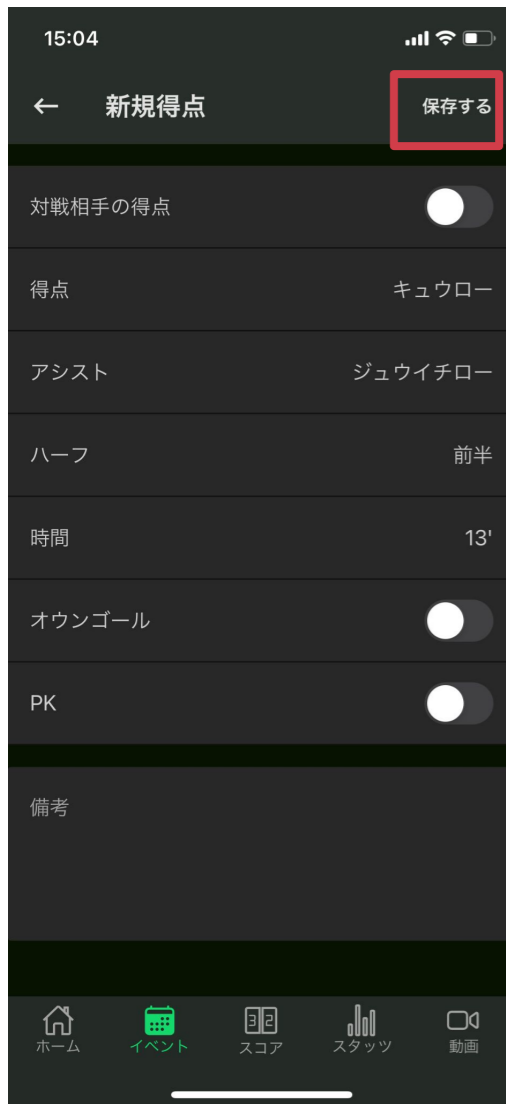 15:04
← 新規得点 保存する
対戦相手の得点
得点 キュウロー
アシスト ジュウイチロー
ハーフ 前半
時間 13'
オウンゴール
PK
備考
ホーム イベント スコア スタッツ 動画